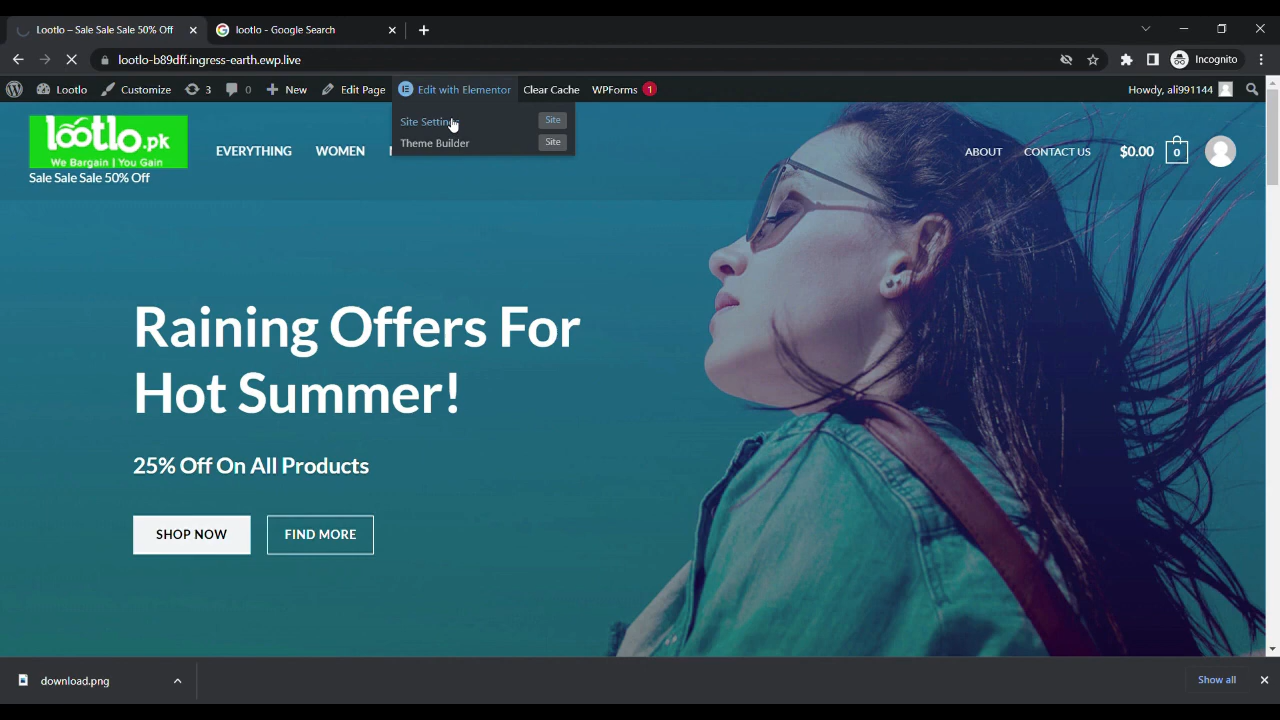 Lootlo – Sale Sale Sale 50% Off
lootlo - Google Search
lootlo-b89dff.ingress-earth.ewp.live
Incognito
Lootlo
Customize
3
0
New
Edit Page
Edit with Elementor
Clear Cache
WPForms 1
Howdy, ali991144
Site Settings Site
Theme Builder Site
lootlo.pk
We Bargain | You Gain
Sale Sale Sale 50% Off
EVERYTHING
WOMEN
ABOUT
CONTACT US
$0.00
0
Raining Offers For
Hot Summer!
25% Off On All Products
SHOP NOW
FIND MORE
download.png
Show all